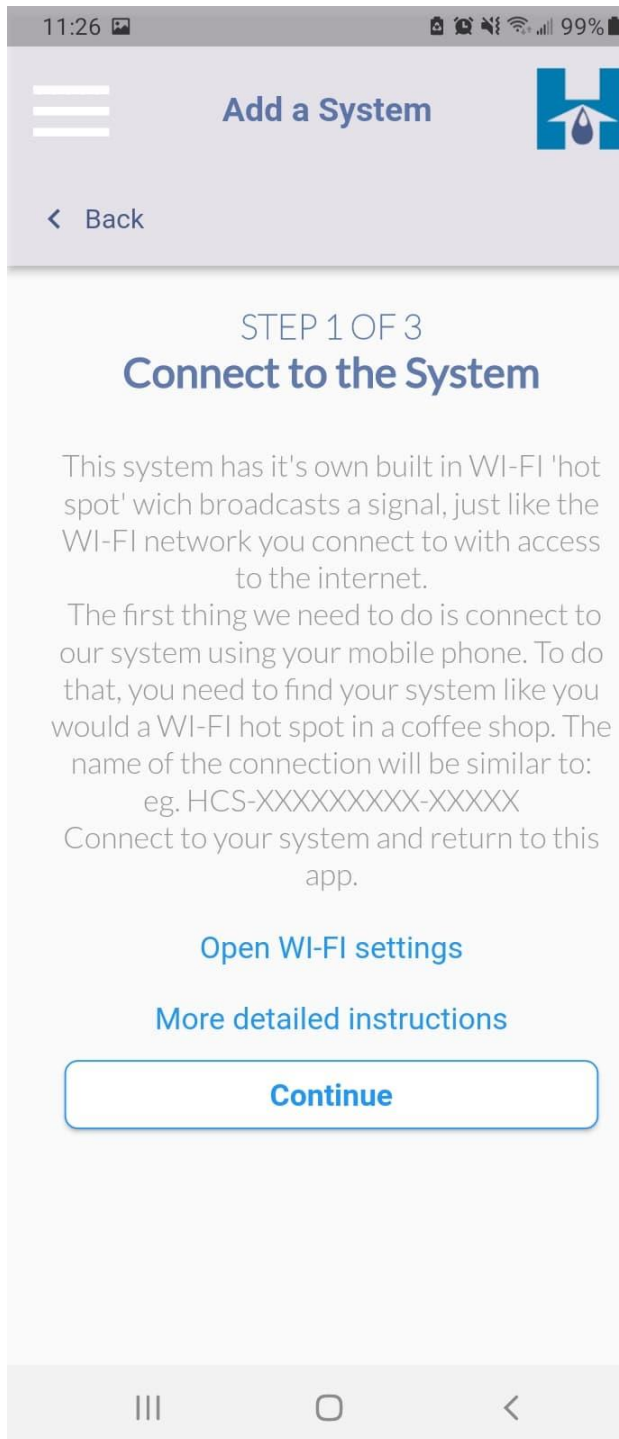 11:26
99%
Add a System
Back
STEP 1 OF 3
Connect to the System
This system has it's own built in WI-FI 'hot
spot' wich broadcasts a signal, just like the
WI-FI network you connect to with access
to the internet.
The first thing we need to do is connect to
our system using your mobile phone. To do
that, you need to find your system like you
would a WI-FI hot spot in a coffee shop. The
name of the connection will be similar to:
eg. HCS-XXXXXXXXX-XXXXX
Connect to your system and return to this
app.
Open WI-FI settings
More detailed instructions
Continue